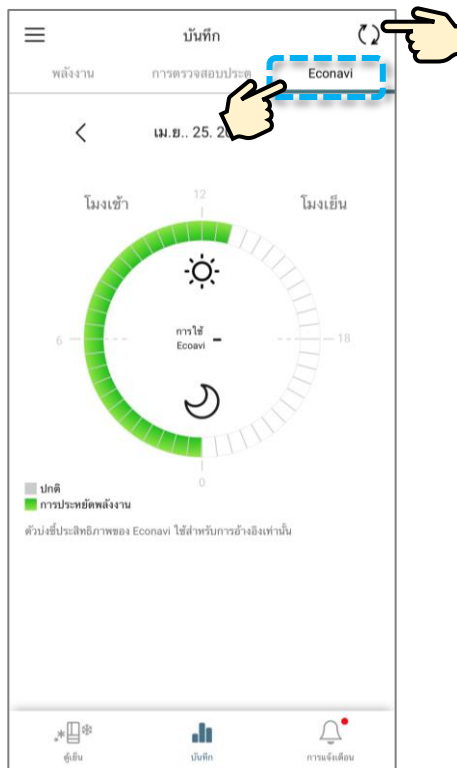 บันทึก
พลังงาน การตรวจสอบประตู Econavi
เม.ย.. 25. 20
โมงเช้า 12 โมงเย็น
การใช้
Ecoavi -
6 18
0
ปกติ
การประหยัดพลังงาน
ตัวบ่งชี้ประสิทธิภาพของ Econavi ใช้สำหรับการอ้างอิงเท่านั้น
ตู้เย็น บันทึก การแจ้งเตือน